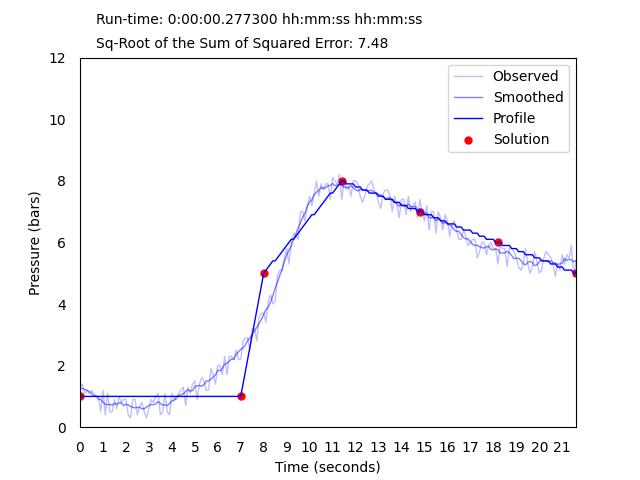 Run-time: 0:00:00.277300 hh:mm:ss hh:mm:ss
Sq-Root of the Sum of Squared Error: 7.48
Observed
Smoothed
Profile
Solution
Pressure (bars)
12
10
8
6
4
2
0
0 1 2 3 4 5 6 7 8 9 10 11 12 13 14 15 16 17 18 19 20 21
Time (seconds)